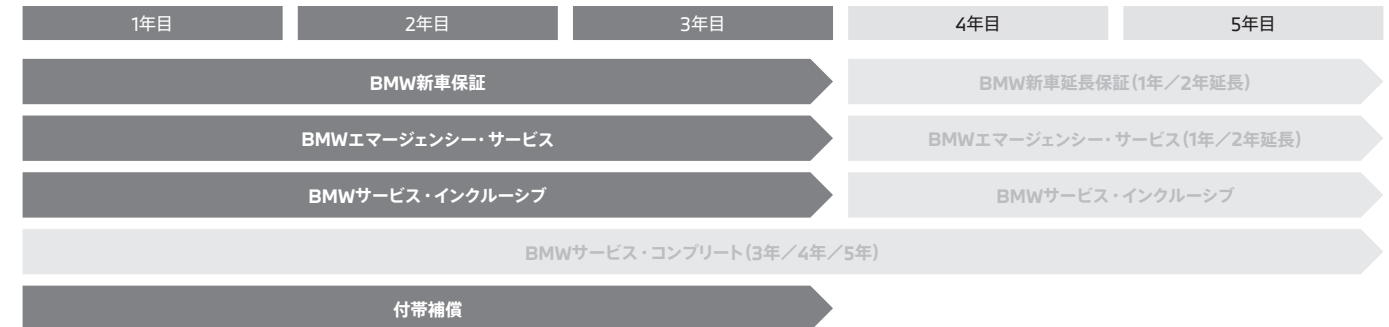 1年目 2年目 3年目 4年目 5年目
BMW新車保証 BMW新車延長保証(1年／2年延長)
BMWエマージェンシー・サービス BMWエマージェンシー・サービス(1年／2年延長)
BMWサービス・インクルーシブ BMWサービス・インクルーシブ
BMWサービス・コンプリート(3年／4年／5年)
付帯補償